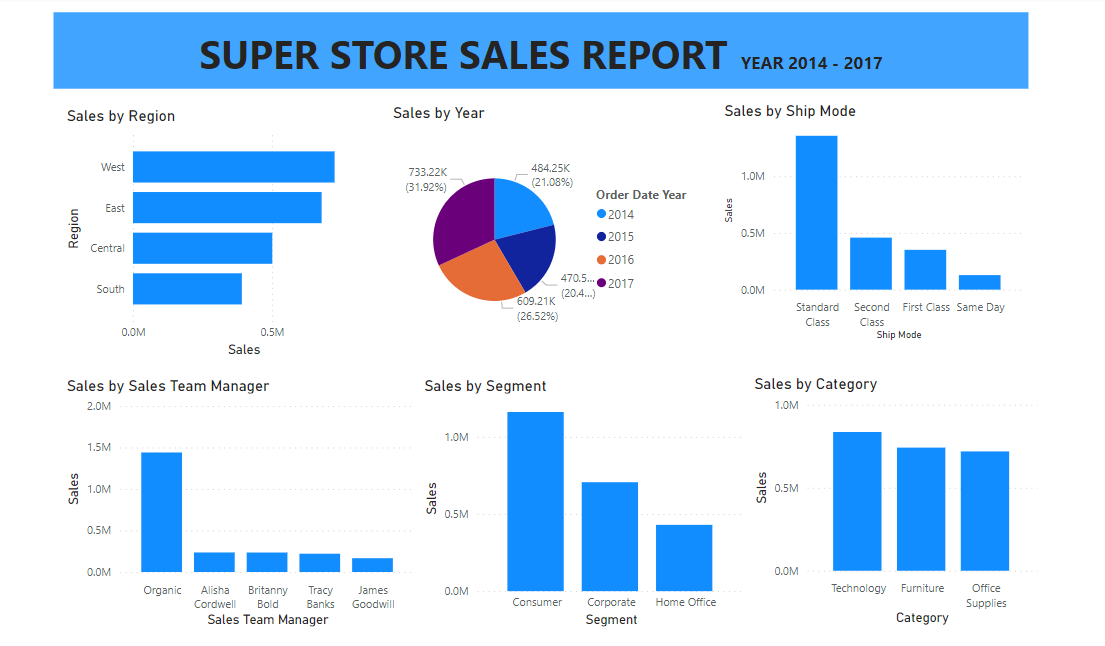 SUPER STORE SALES REPORT YEAR 2014 - 2017
Sales by Region
West
East
Central
South
0.0M 0.5M
Region
Sales
Sales by Year
733.22K
(31.92%)
484.25K
(21.08%)
470.5...
(20.4...)
609.21K
(26.52%)
Order Date Year
2014
2015
2016
2017
Sales by Ship Mode
1.0M
0.5M
0.0M
Sales
Standard
Class
Second
Class
First Class
Same Day
Ship Mode
Sales by Sales Team Manager
2.0M
1.5M
1.0M
0.5M
0.0M
Sales
Organic
Alisha
Cordwell
Britanny
Bold
Tracy
Banks
James
Goodwill
Sales Team Manager
Sales by Segment
1.0M
0.5M
0.0M
Sales
Consumer
Corporate
Home Office
Segment
Sales by Category
1.0M
0.5M
0.0M
Sales
Technology
Furniture
Office
Supplies
Category